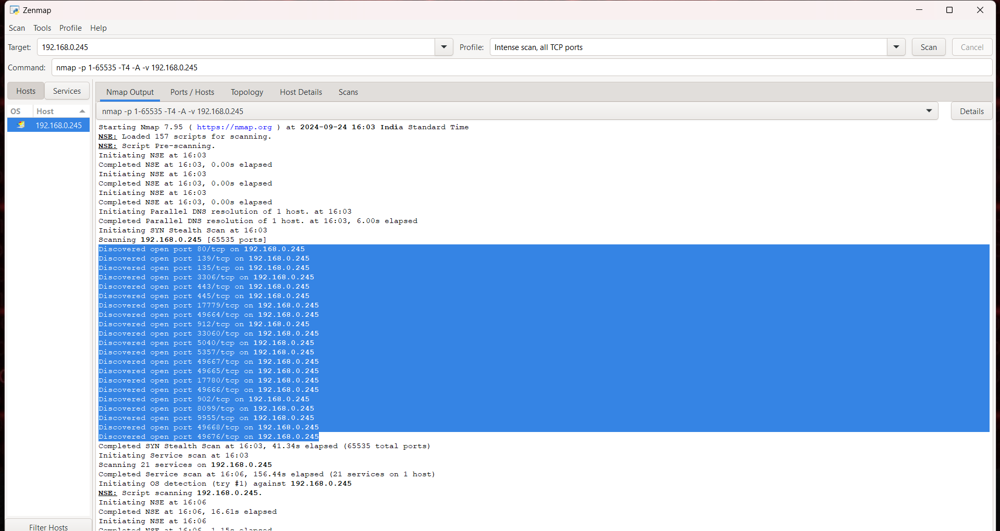 Zenmap
Scan Tools Profile Help
Target: 192.168.0.245 Profile: Intense scan, all TCP ports Scan Cancel
Command: nmap -p 1-65535 -T4 -A -v 192.168.0.245
Hosts Services
OS Host
192.168.0.245
Nmap Output Ports / Hosts Topology Host Details Scans
nmap -p 1-65535 -T4 -A -v 192.168.0.245 Details
Starting Nmap 7.95 ( https://nmap.org ) at 2024-09-24 16:03 India Standard Time
NSE: Loaded 157 scripts for scanning.
NSE: Script Pre-scanning.
Initiating NSE at 16:03
Completed NSE at 16:03, 0.00s elapsed
Initiating NSE at 16:03
Completed NSE at 16:03, 0.00s elapsed
Initiating NSE at 16:03
Completed NSE at 16:03, 0.00s elapsed
Initiating Parallel DNS resolution of 1 host. at 16:03
Completed Parallel DNS resolution of 1 host. at 16:03, 6.00s elapsed
Initiating SYN Stealth Scan at 16:03
Scanning 192.168.0.245 [65535 ports]
Discovered open port 80/tcp on 192.168.0.245
Discovered open port 139/tcp on 192.168.0.245
Discovered open port 135/tcp on 192.168.0.245
Discovered open port 3306/tcp on 192.168.0.245
Discovered open port 443/tcp on 192.168.0.245
Discovered open port 445/tcp on 192.168.0.245
Discovered open port 17779/tcp on 192.168.0.245
Discovered open port 49664/tcp on 192.168.0.245
Discovered open port 912/tcp on 192.168.0.245
Discovered open port 33060/tcp on 192.168.0.245
Discovered open port 5040/tcp on 192.168.0.245
Discovered open port 5357/tcp on 192.168.0.245
Discovered open port 49667/tcp on 192.168.0.245
Discovered open port 49665/tcp on 192.168.0.245
Discovered open port 17780/tcp on 192.168.0.245
Discovered open port 49666/tcp on 192.168.0.245
Discovered open port 902/tcp on 192.168.0.245
Discovered open port 8099/tcp on 192.168.0.245
Discovered open port 9955/tcp on 192.168.0.245
Discovered open port 49668/tcp on 192.168.0.245
Discovered open port 49676/tcp on 192.168.0.245
Completed SYN Stealth Scan at 16:03, 41.34s elapsed (65535 total ports)
Initiating Service scan at 16:03
Scanning 21 services on 192.168.0.245
Completed Service scan at 16:06, 156.44s elapsed (21 services on 1 host)
Initiating OS detection (try #1) against 192.168.0.245
NSE: Script scanning 192.168.0.245.
Initiating NSE at 16:06
Completed NSE at 16:06, 16.61s elapsed
Initiating NSE at 16:06
Completed NSE at 16:06, 1.15s elapsed
Filter Hosts